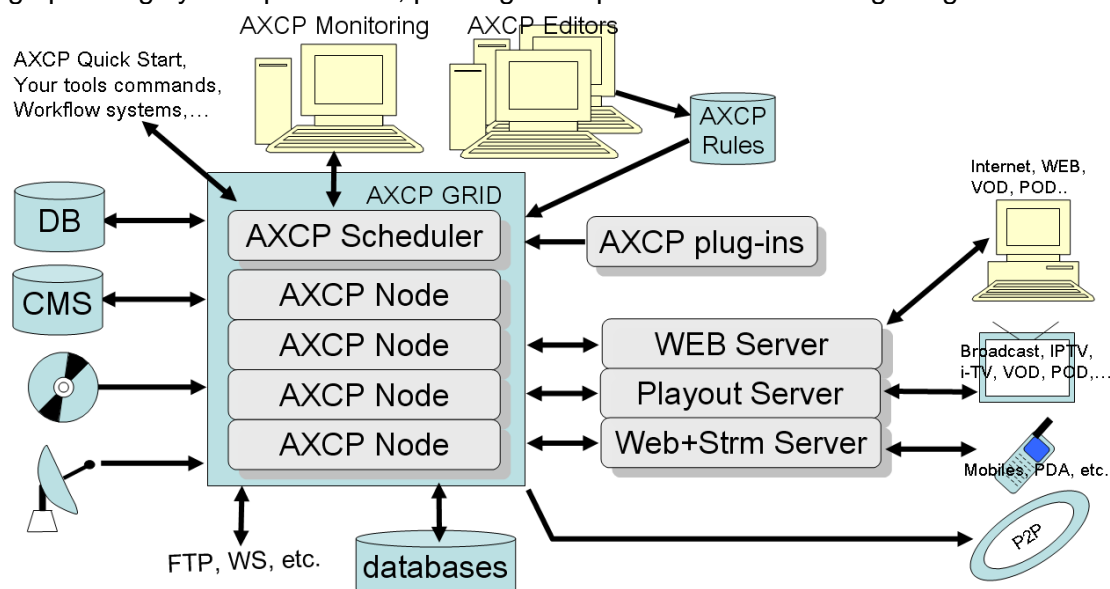 AXCP Monitoring
AXCP Editors
AXCP Quick Start,
Your tools commands,
Workflow systems,...
AXCP
Rules
Internet, WEB,
VOD, POD..
AXCP GRID
DB
AXCP Scheduler
AXCP plug-ins
CMS
AXCP Node
AXCP Node
AXCP Node
AXCP Node
WEB Server
Playout Server
Web+Strm Server
Broadcast, IPTV,
i-TV, VOD, POD,...
Mobiles, PDA, etc.
P2P
FTP, WS, etc.
databases